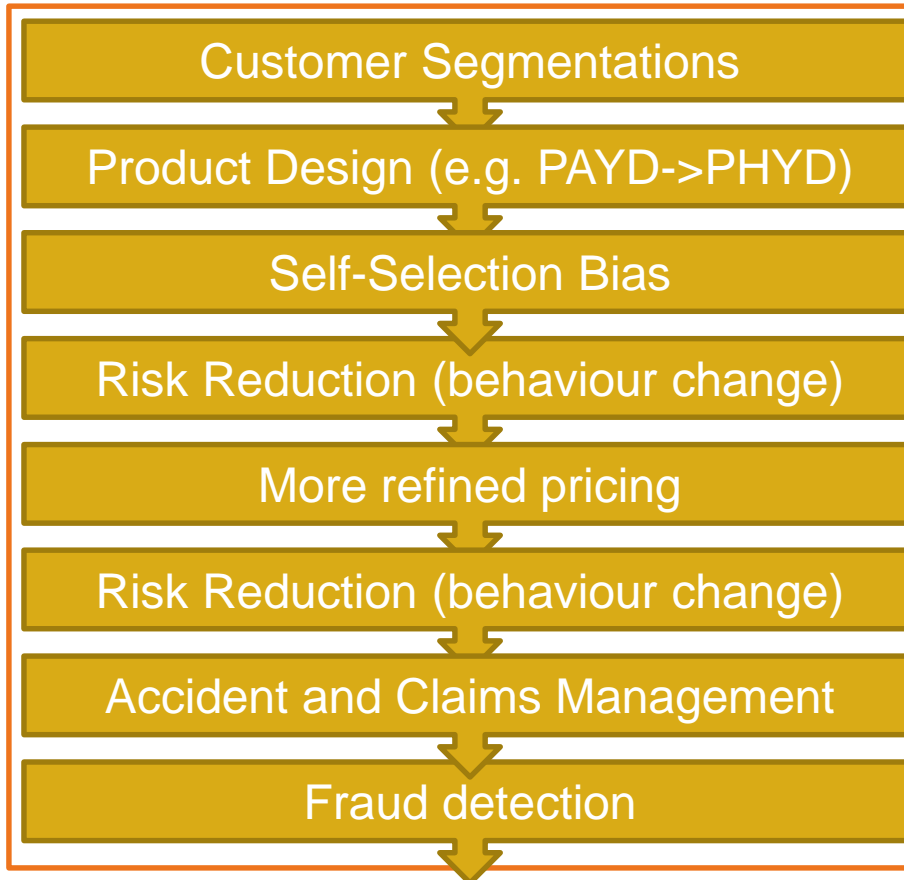 Customer Segmentations
Product Design (e.g. PAYD->PHYD)
Self-Selection Bias
Risk Reduction (behaviour change)
More refined pricing
Risk Reduction (behaviour change)
Accident and Claims Management
Fraud detection